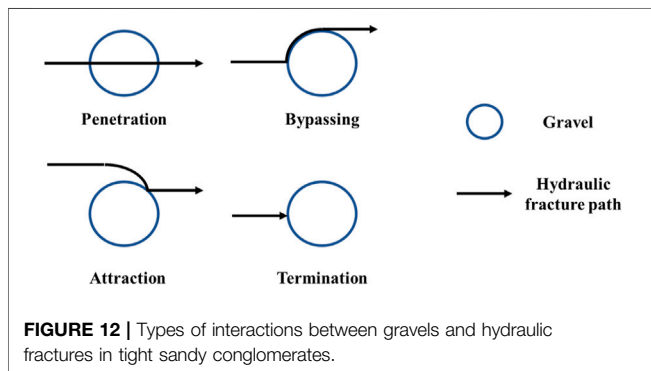 Penetration
Bypassing
Gravel
Attraction
Termination
Hydraulic
fracture path
FIGURE 12 | Types of interactions between gravels and hydraulic
fractures in tight sandy conglomerates.